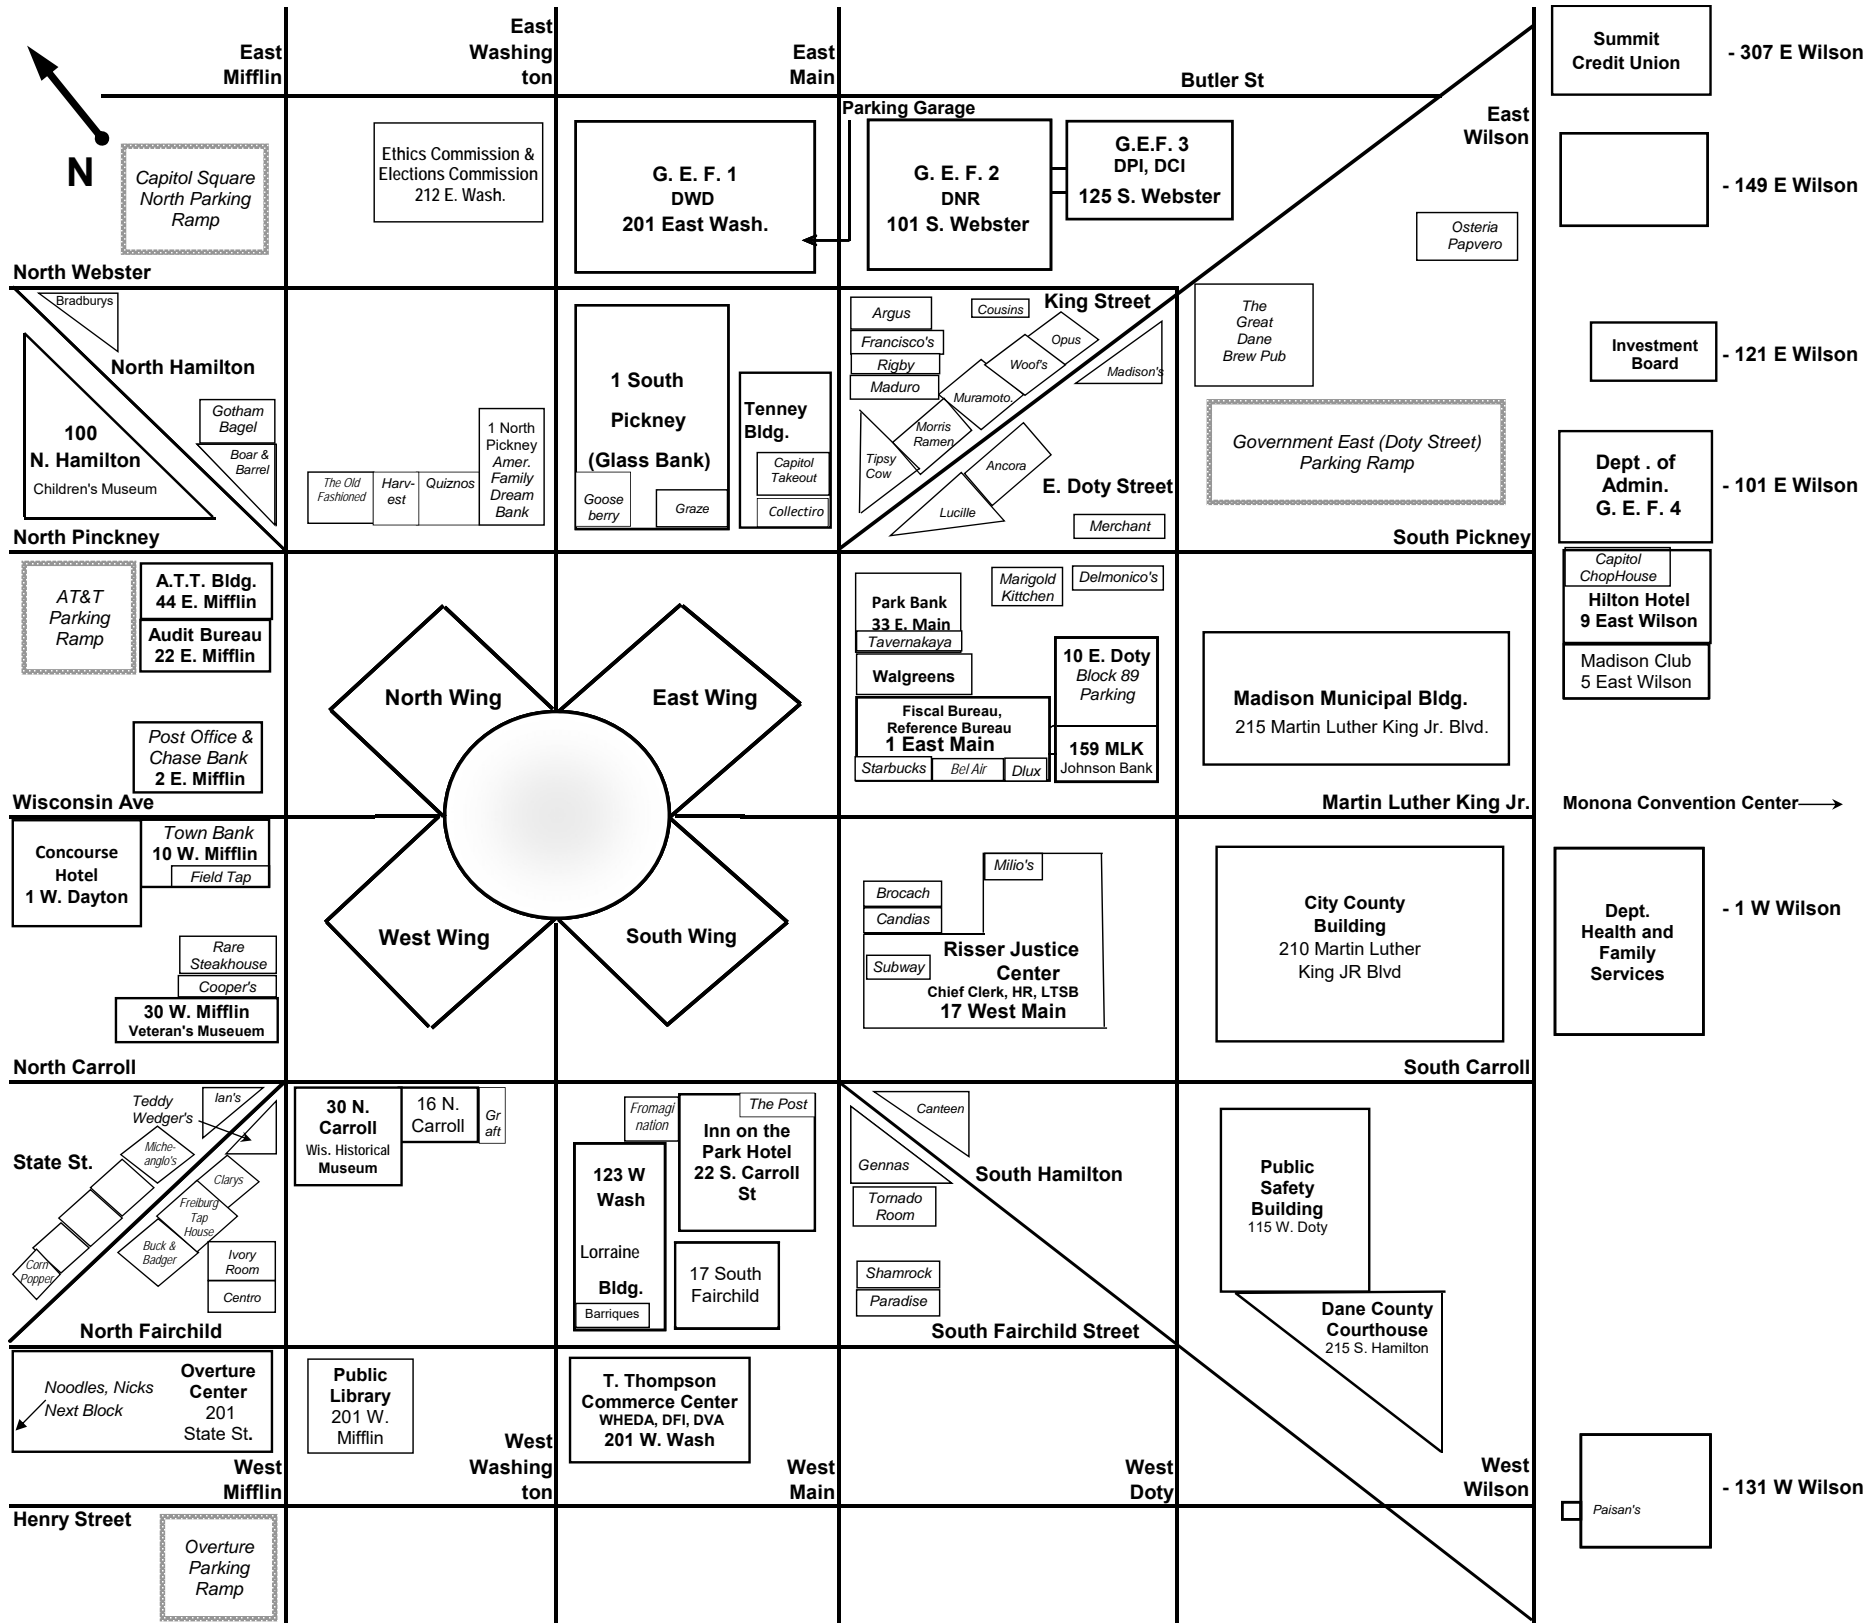 East
Mifflin
East
Washing
ton
East
Main
Butler St
East
Wilson
Summit
Credit Union
- 307 E Wilson
N
Capitol Square
North Parking
Ramp
Ethics Commission &
Elections Commission
212 E. Wash.
G. E. F. 1
DWD
201 East Wash.
Parking Garage
G. E. F. 2
DNR
101 S. Webster
G.E.F. 3
DPI, DCI
125 S. Webster
- 149 E Wilson
Osteria
Papvero
North Webster
Bradburys
North Hamilton
100
N. Hamilton
Children's Museum
Gotham
Bagel
Boar &
Barrel
The Old
Fashioned
Harv-
est
Quiznos
1 North
Pickney
Amer.
Family
Dream
Bank
1 South
Pickney
(Glass Bank)
Goose
berry
Graze
Tenney
Bldg.
Capitol
Takeout
Collectiro
Argus
Francisco's
Rigby
Maduro
Cousins
King Street
Opus
Woof's
Muramoto.
Morris
Ramen
Tipsy
Cow
Madison's
Ancora
Lucille
E. Doty Street
Merchant
The
Great
Dane
Brew Pub
Government East (Doty Street)
Parking Ramp
Investment
Board
- 121 E Wilson
Dept . of
Admin.
G. E. F. 4
- 101 E Wilson
North Pinckney
South Pickney
AT&T
Parking
Ramp
A.T.T. Bldg.
44 E. Mifflin
Audit Bureau
22 E. Mifflin
Post Office &
Chase Bank
2 E. Mifflin
North Wing
East Wing
Park Bank
33 E. Main
Tavernakaya
Walgreens
Marigold
Kittchen
Delmonico's
10 E. Doty
Block 89
Parking
Fiscal Bureau,
Reference Bureau
1 East Main
Starbucks
Bel Air
Dlux
159 MLK
Johnson Bank
Madison Municipal Bldg.
215 Martin Luther King Jr. Blvd.
Capitol
ChopHouse
Hilton Hotel
9 East Wilson
Madison Club
5 East Wilson
Wisconsin Ave
Martin Luther King Jr.
Monona Convention Center
Concourse
Hotel
1 W. Dayton
Town Bank
10 W. Mifflin
Field Tap
Rare
Steakhouse
Cooper's
30 W. Mifflin
Veteran's Museuem
West Wing
South Wing
Milio's
Brocach
Candias
Subway
Risser Justice
Center
Chief Clerk, HR, LTSB
17 West Main
City County
Building
210 Martin Luther
King JR Blvd
Dept.
Health and
Family
Services
- 1 W Wilson
North Carroll
South Carroll
Teddy
Wedger's
Ian's
State St.
Miche-
anglo's
Clarys
Freiburg
Tap
House
Buck &
Badger
Corn
Popper
Ivory
Room
Centro
30 N.
Carroll
Wis. Historical
Museum
16 N.
Carroll
Gr
aft
Fromagi
nation
The Post
Inn on the
Park Hotel
22 S. Carroll
St
123 W
Wash
Lorraine
Bldg.
Barriques
17 South
Fairchild
Canteen
Gennas
South Hamilton
Tornado
Room
Shamrock
Paradise
Public
Safety
Building
115 W. Doty
Dane County
Courthouse
215 S. Hamilton
North Fairchild
South Fairchild Street
Noodles, Nicks
Next Block
Overture
Center
201
State St.
Public
Library
201 W.
Mifflin
T. Thompson
Commerce Center
WHEDA, DFI, DVA
201 W. Wash
West
Mifflin
West
Washing
ton
West
Main
West
Doty
West
Wilson
Paisan's
- 131 W Wilson
Henry Street
Overture
Parking
Ramp